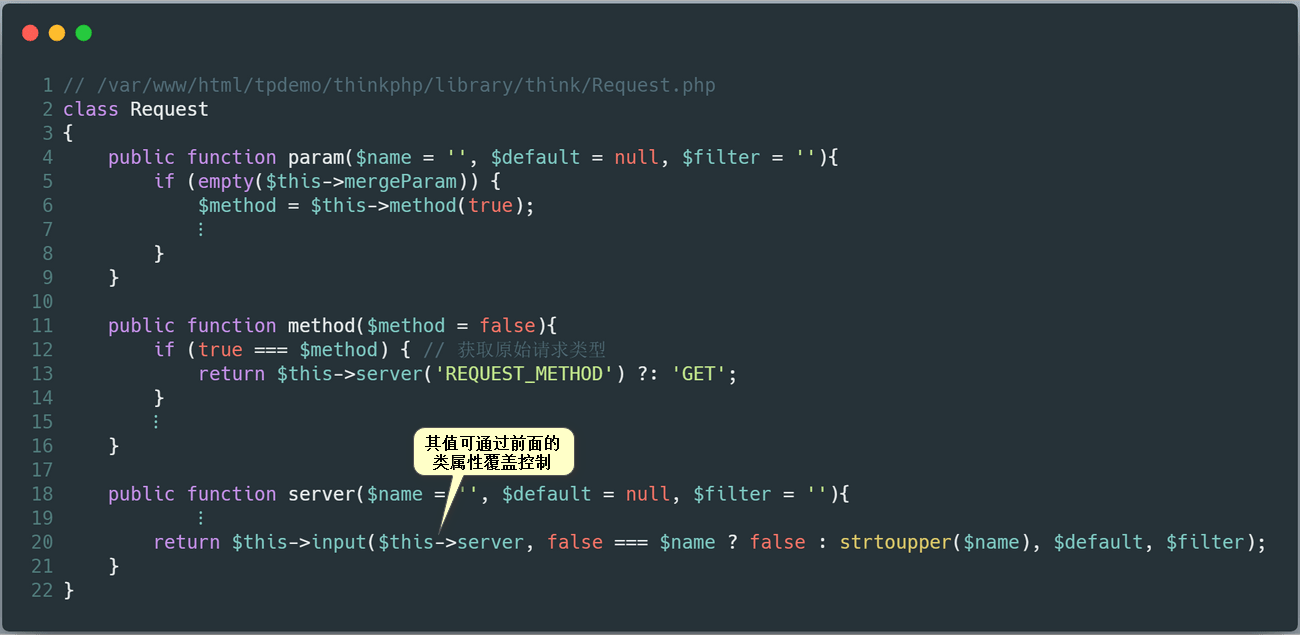 1 // /var/www/html/tpdemo/thinkphp/library/think/Request.php
2 class Request
3 {
4     public function param($name = '', $default = null, $filter = ''){
5         if (empty($this->mergeParam)) {
6             $method = $this->method(true);
7             ⋮
8         }
9     }
10
11     public function method($method = false){
12         if (true === $method) { // 获取原始请求类型
13             return $this->server('REQUEST_METHOD') ?: 'GET';
14         }
15         ⋮
16     }
其值可通过前面的
类属性覆盖控制
17
18     public function server($name = '', $default = null, $filter = ''){
19             ⋮
20         return $this->input($this->server, false === $name ? false : strtoupper($name), $default, $filter);
21     }
22 }